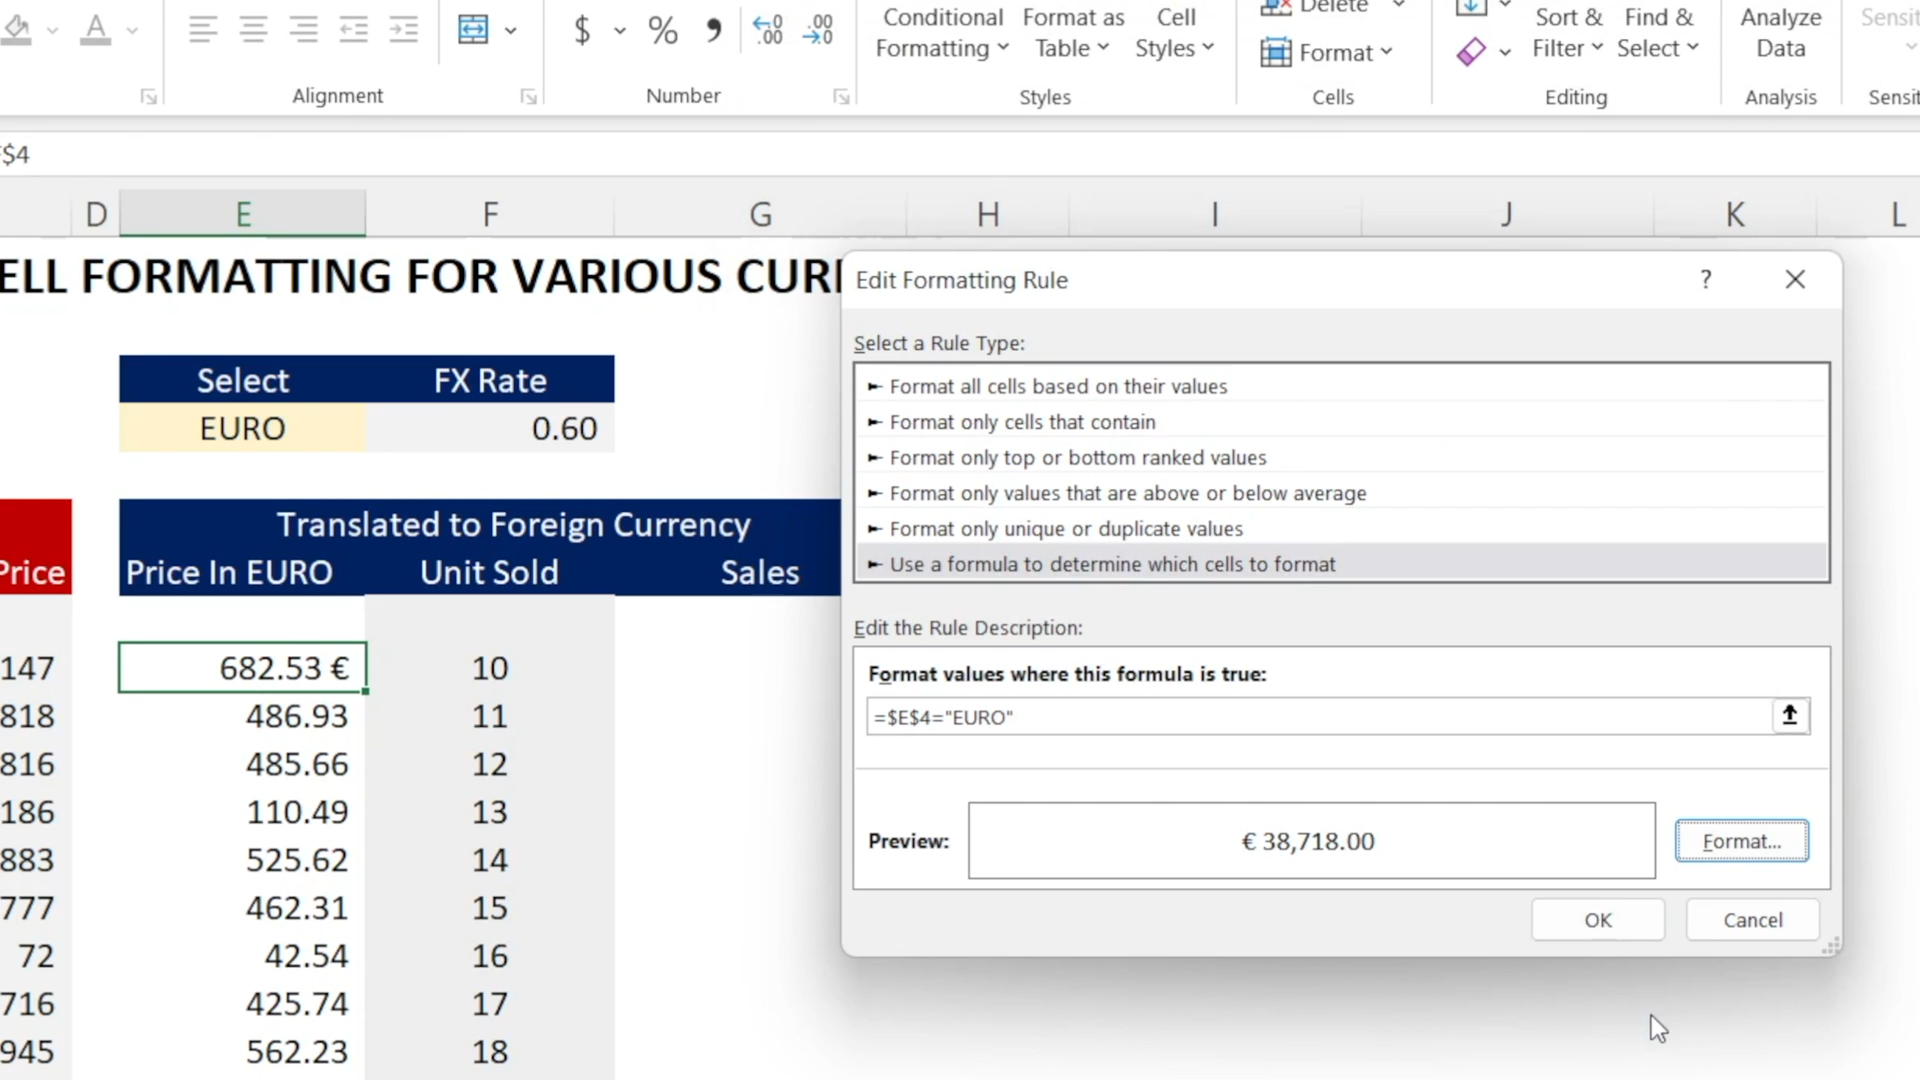 Conditional Formatting
Format as Table
Cell Styles
Delete
Format
Sort & Filter
Find & Select
Analyze Data
Alignment
Number
Styles
Cells
Editing
Analysis
$4
D E F G H I J K L
ELL FORMATTING FOR VARIOUS CUR
Select FX Rate
EURO 0.60
Translated to Foreign Currency
Price Price In EURO Unit Sold Sales
147 682.53 € 10
818 486.93 11
816 485.66 12
186 110.49 13
883 525.62 14
777 462.31 15
72 42.54 16
716 425.74 17
945 562.23 18
Edit Formatting Rule ?
Select a Rule Type:
► Format all cells based on their values
► Format only cells that contain
► Format only top or bottom ranked values
► Format only values that are above or below average
► Format only unique or duplicate values
► Use a formula to determine which cells to format
Edit the Rule Description:
Format values where this formula is true:
=$E$4="EURO"
Preview: € 38,718.00 Format...
OK Cancel